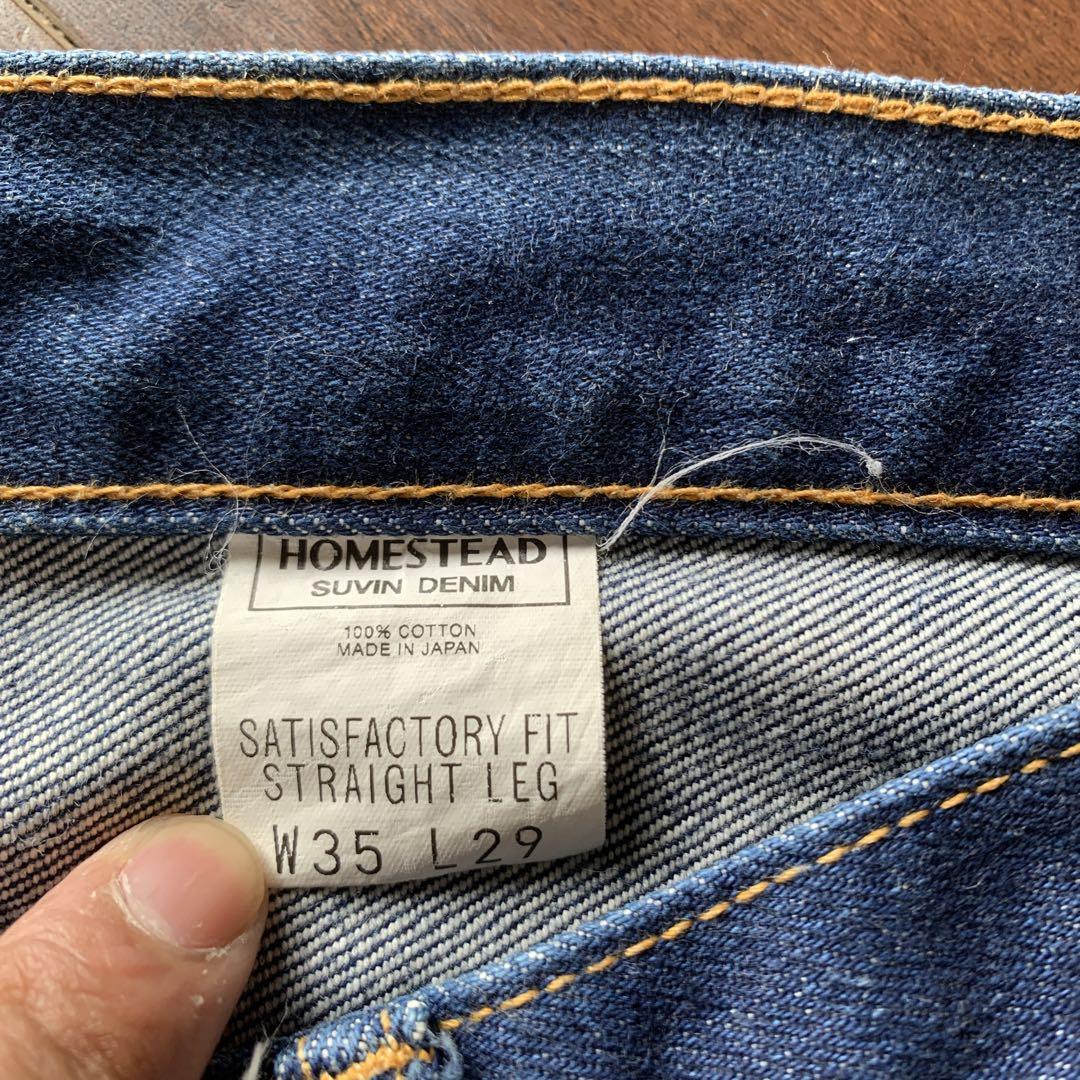 HOMESTEAD
SUVIN DENIM
100% COTTON
MADE IN JAPAN
SATISFACTORY FIT
STRAIGHT LEG
W35 L29